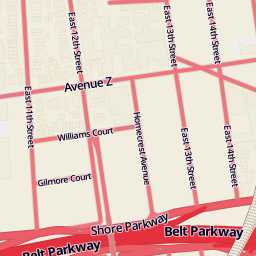 East 12th Street
East 13th Street
East 14th Street
Avenue Z
East 11th Street
Williams Court
Homecrest Avenue
East 13th Street
East 14th Street
Gilmore Court
Shore Parkway
Belt Parkway
Belt Parkway